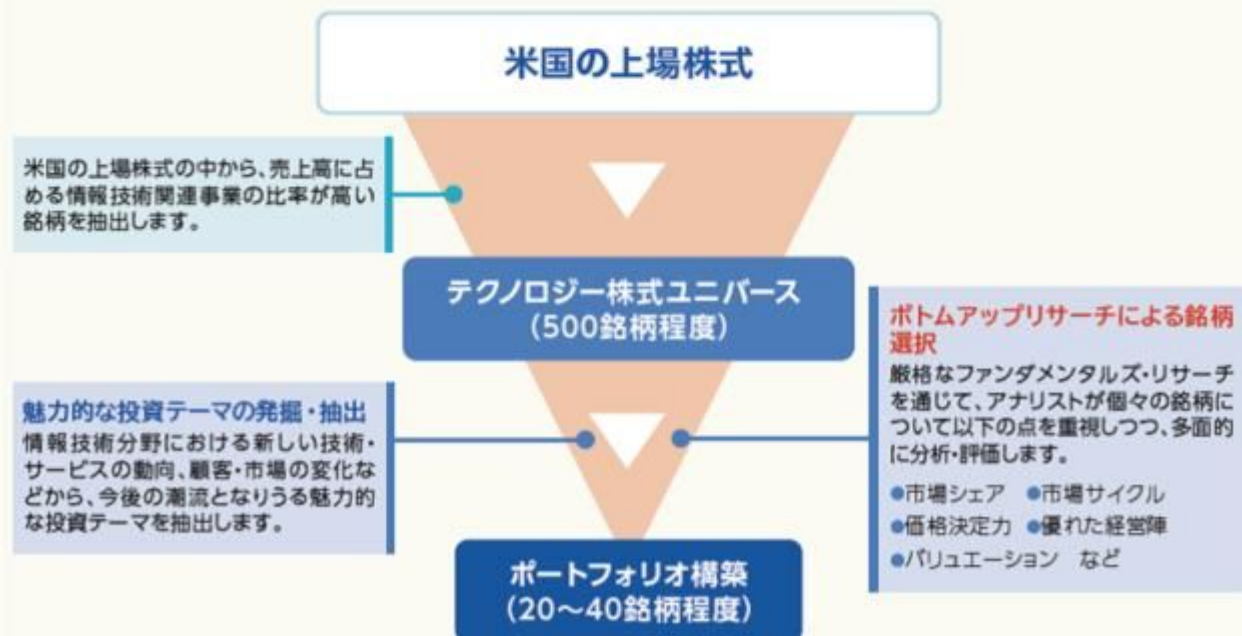 米国の上場株式
米国の上場株式の中から、売上高に占
める情報技術関連事業の比率が高い
銘柄を抽出します。
テクノロジー株式ユニバース
(500銘柄程度)
魅力的な投資テーマの発掘・抽出
情報技術分野における新しい技術・
サービスの動向、顧客・市場の変化な
どから、今後の潮流となりうる魅力的
な投資テーマを抽出します。
ボトムアップリサーチによる銘柄
選択
厳格なファンダメンタルズ・リサーチ
を通じて、アナリストが個々の銘柄に
ついて以下の点を重視しつつ、多面的
に分析・評価します。
●市場シェア ●市場サイクル
●価格決定力 ●優れた経営陣
●バリュエーション など
ポートフォリオ構築
(20～40銘柄程度)